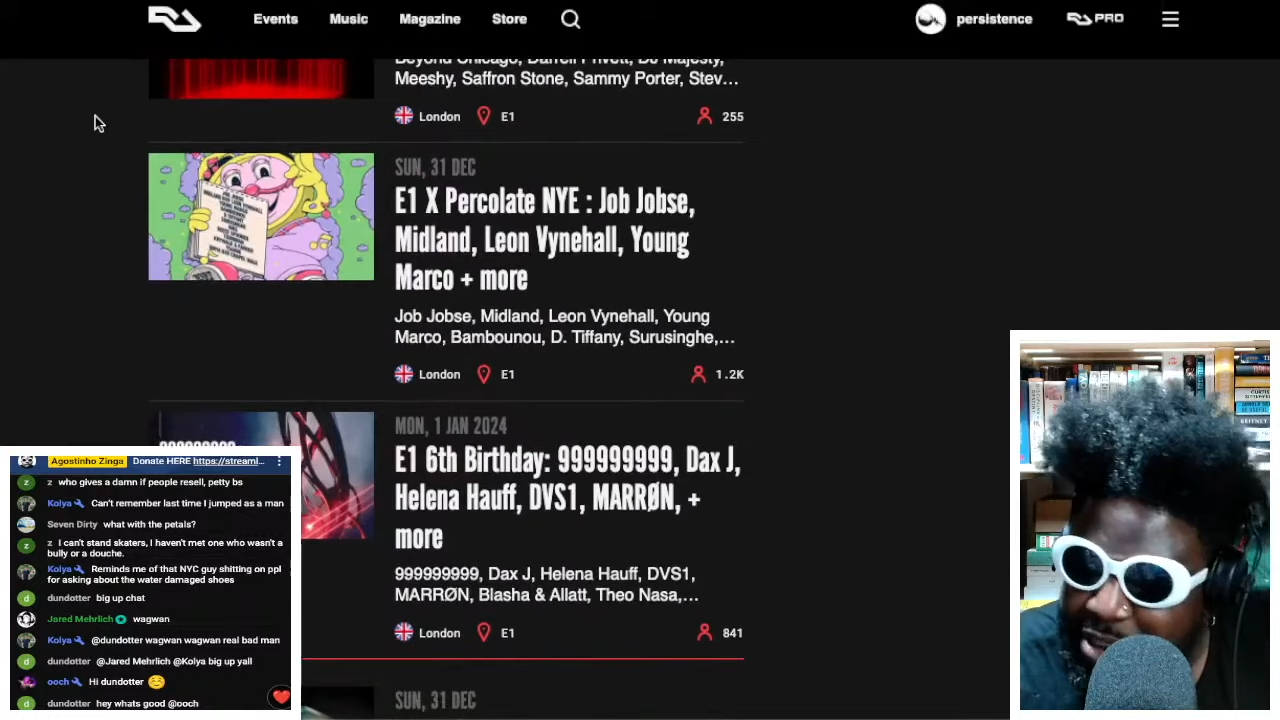 Events Music Magazine Store
persistence
PRO
Beyond Chicago, Darrell Privett, DJ Majesty,
Meeshy, Saffron Stone, Sammy Porter, Stev…
London E1 255
SUN, 31 DEC
E1 X Percolate NYE : Job Jobse,
Midland, Leon Vynehall, Young
Marco + more
Job Jobse, Midland, Leon Vynehall, Young
Marco, Bambounou, D. Tiffany, Surusinghe,…
London E1 1.2K
MON, 1 JAN 2024
E1 6th Birthday: 999999999, Dax J,
Helena Hauff, DVS1, MARRØN, +
more
999999999, Dax J, Helena Hauff, DVS1,
MARRØN, Blasha & Allatt, Theo Nasa,…
London E1 841
SUN, 31 DEC
Agostinho Zinga Donate HERE https://streaml…
z who gives a damn if people resell, petty bs
Kolya Can't remember last time I jumped as a man
Seven Dirty what with the petals?
z I can't stand skaters, I haven't met one who wasn't a
bully or a douche.
Kolya Reminds me of that NYC guy shitting on ppl
for asking about the water damaged shoes
dundotter big up chat
Jared Mehrlich wagwan
Kolya @dundotter wagwan wagwan real bad man
dundotter @Jared Mehrlich @Kolya big up yall
ooch Hi dundotter
dundotter hey whats good @ooch